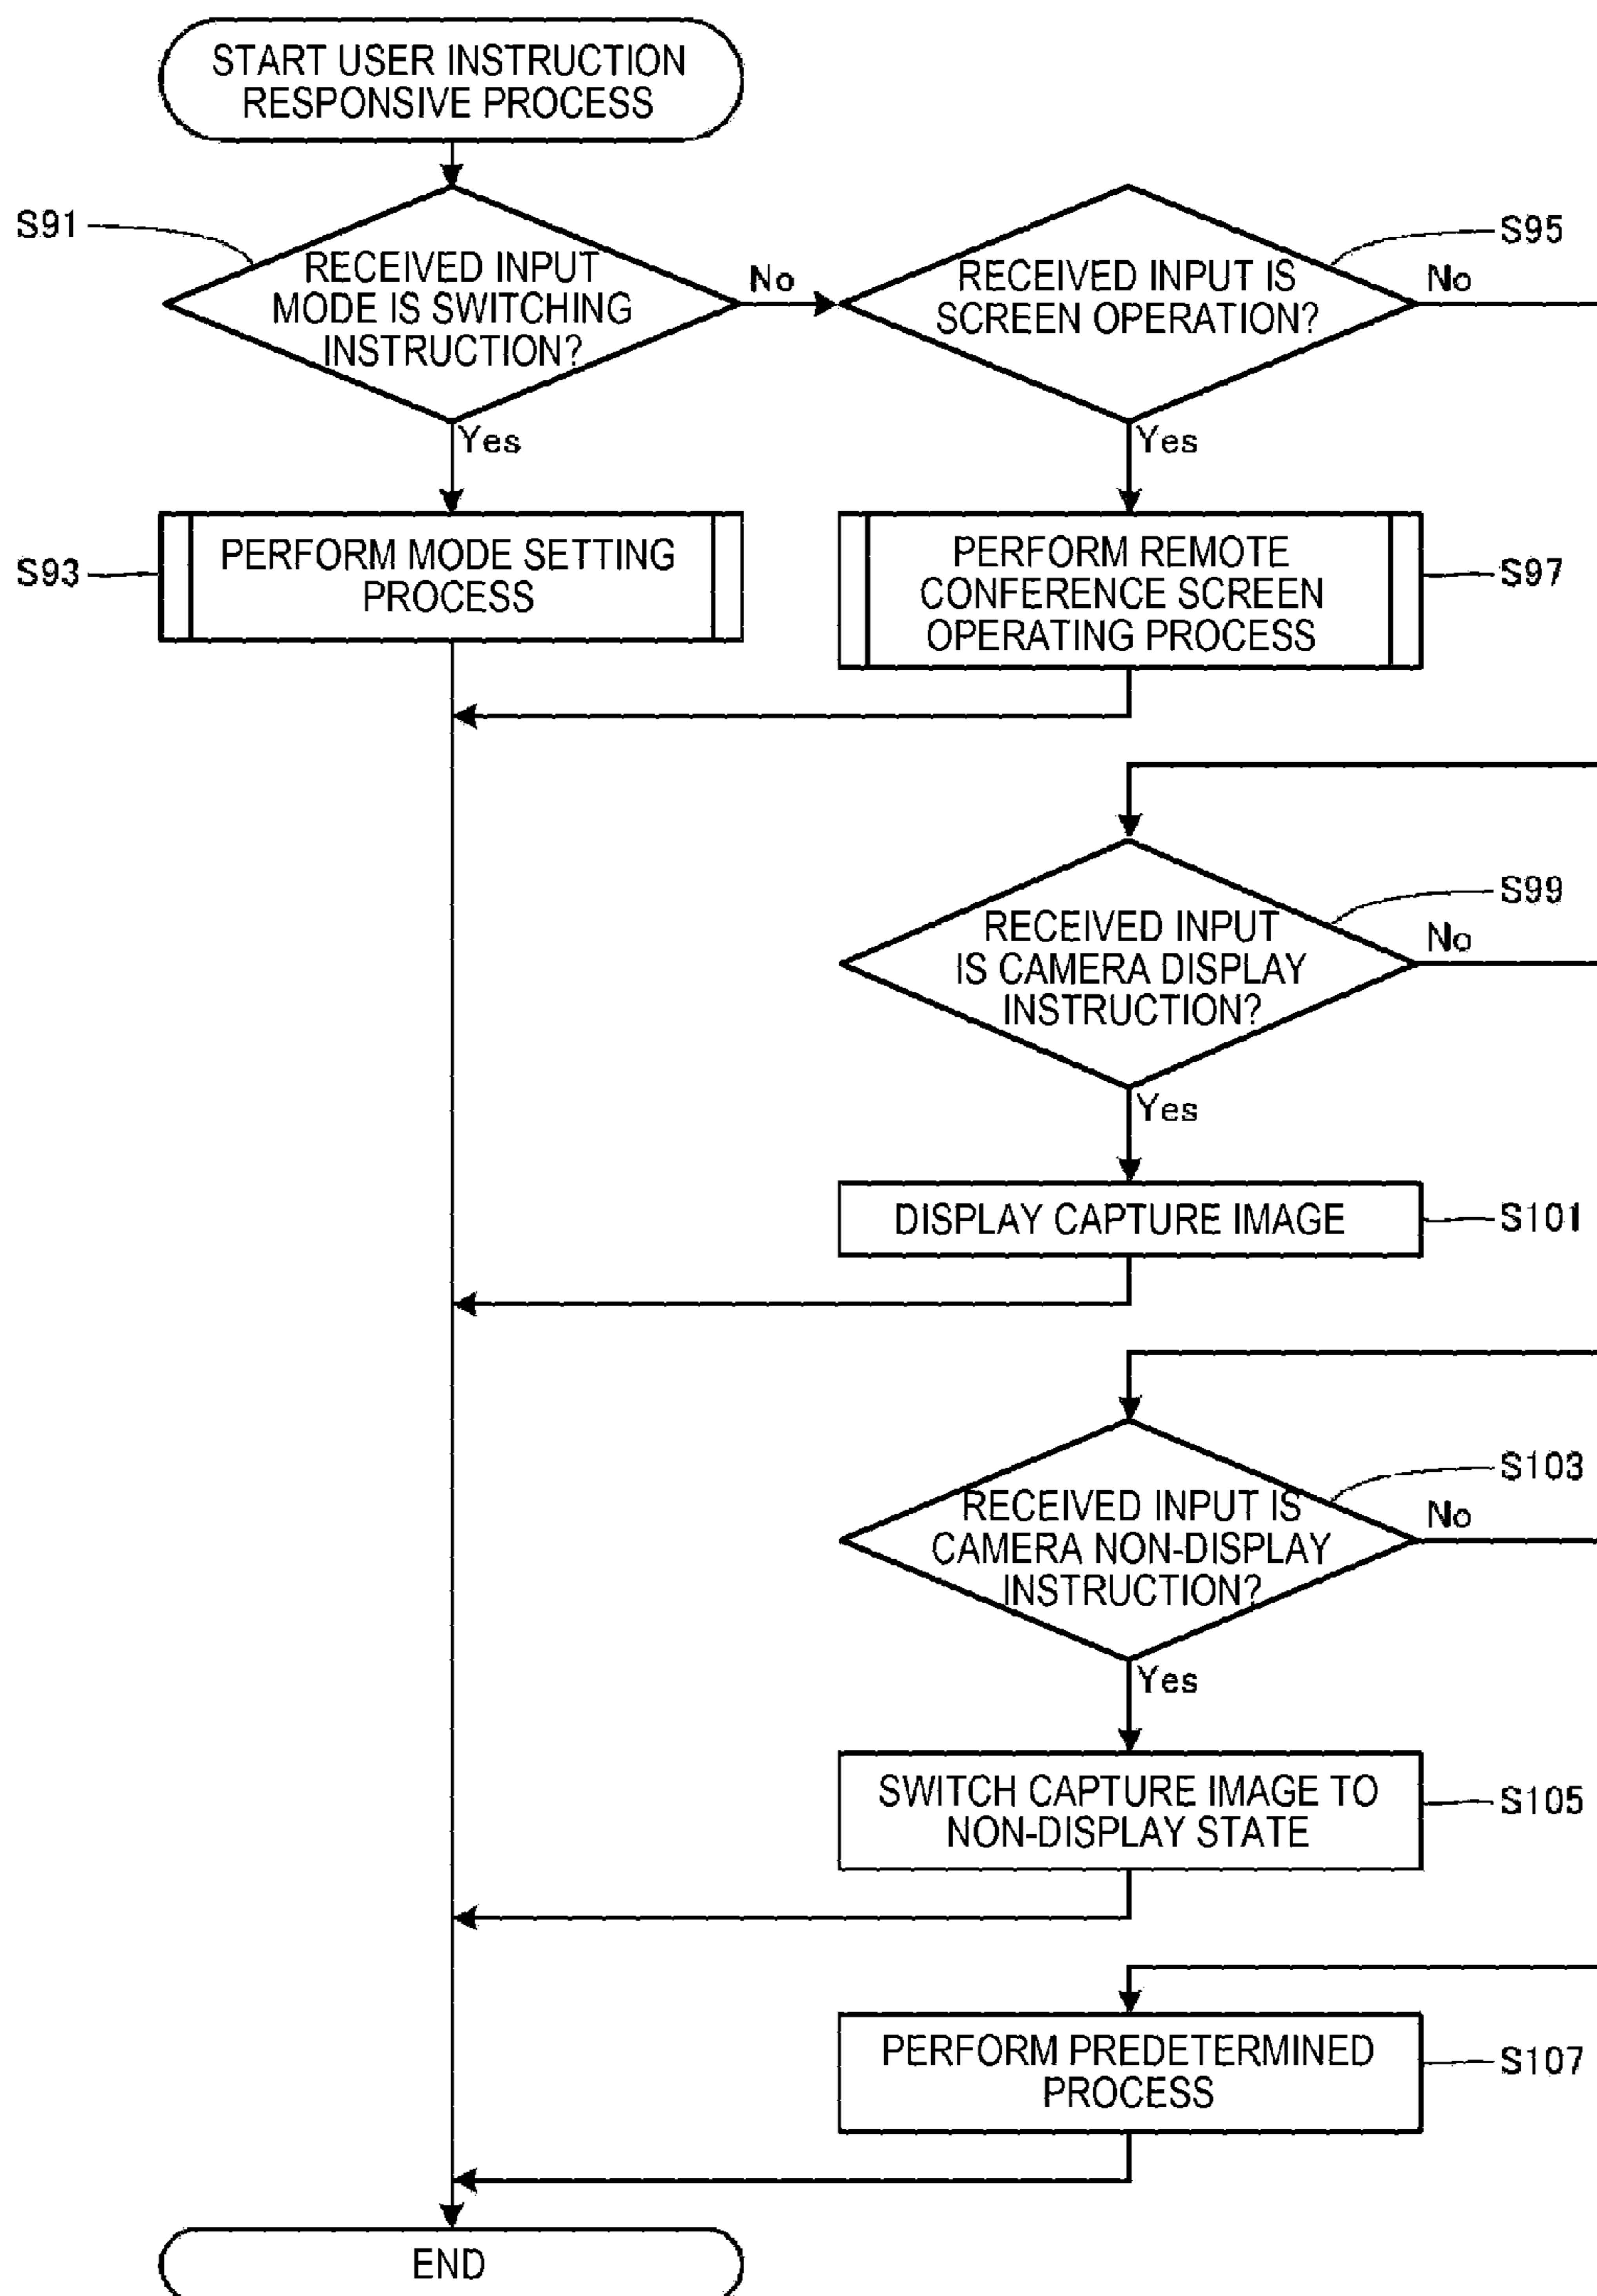 START USER INSTRUCTION
RESPONSIVE PROCESS
S91
RECEIVED INPUT
MODE IS SWITCHING
INSTRUCTION?
No
Yes
S95
RECEIVED INPUT IS
SCREEN OPERATION?
No
Yes
S93
PERFORM MODE SETTING
PROCESS
PERFORM REMOTE
CONFERENCE SCREEN
OPERATING PROCESS
S97
S99
RECEIVED INPUT
IS CAMERA DISPLAY
INSTRUCTION?
No
Yes
DISPLAY CAPTURE IMAGE
S101
S103
RECEIVED INPUT IS
CAMERA NON-DISPLAY
INSTRUCTION?
No
Yes
SWITCH CAPTURE IMAGE TO
NON-DISPLAY STATE
S105
PERFORM PREDETERMINED
PROCESS
S107
END